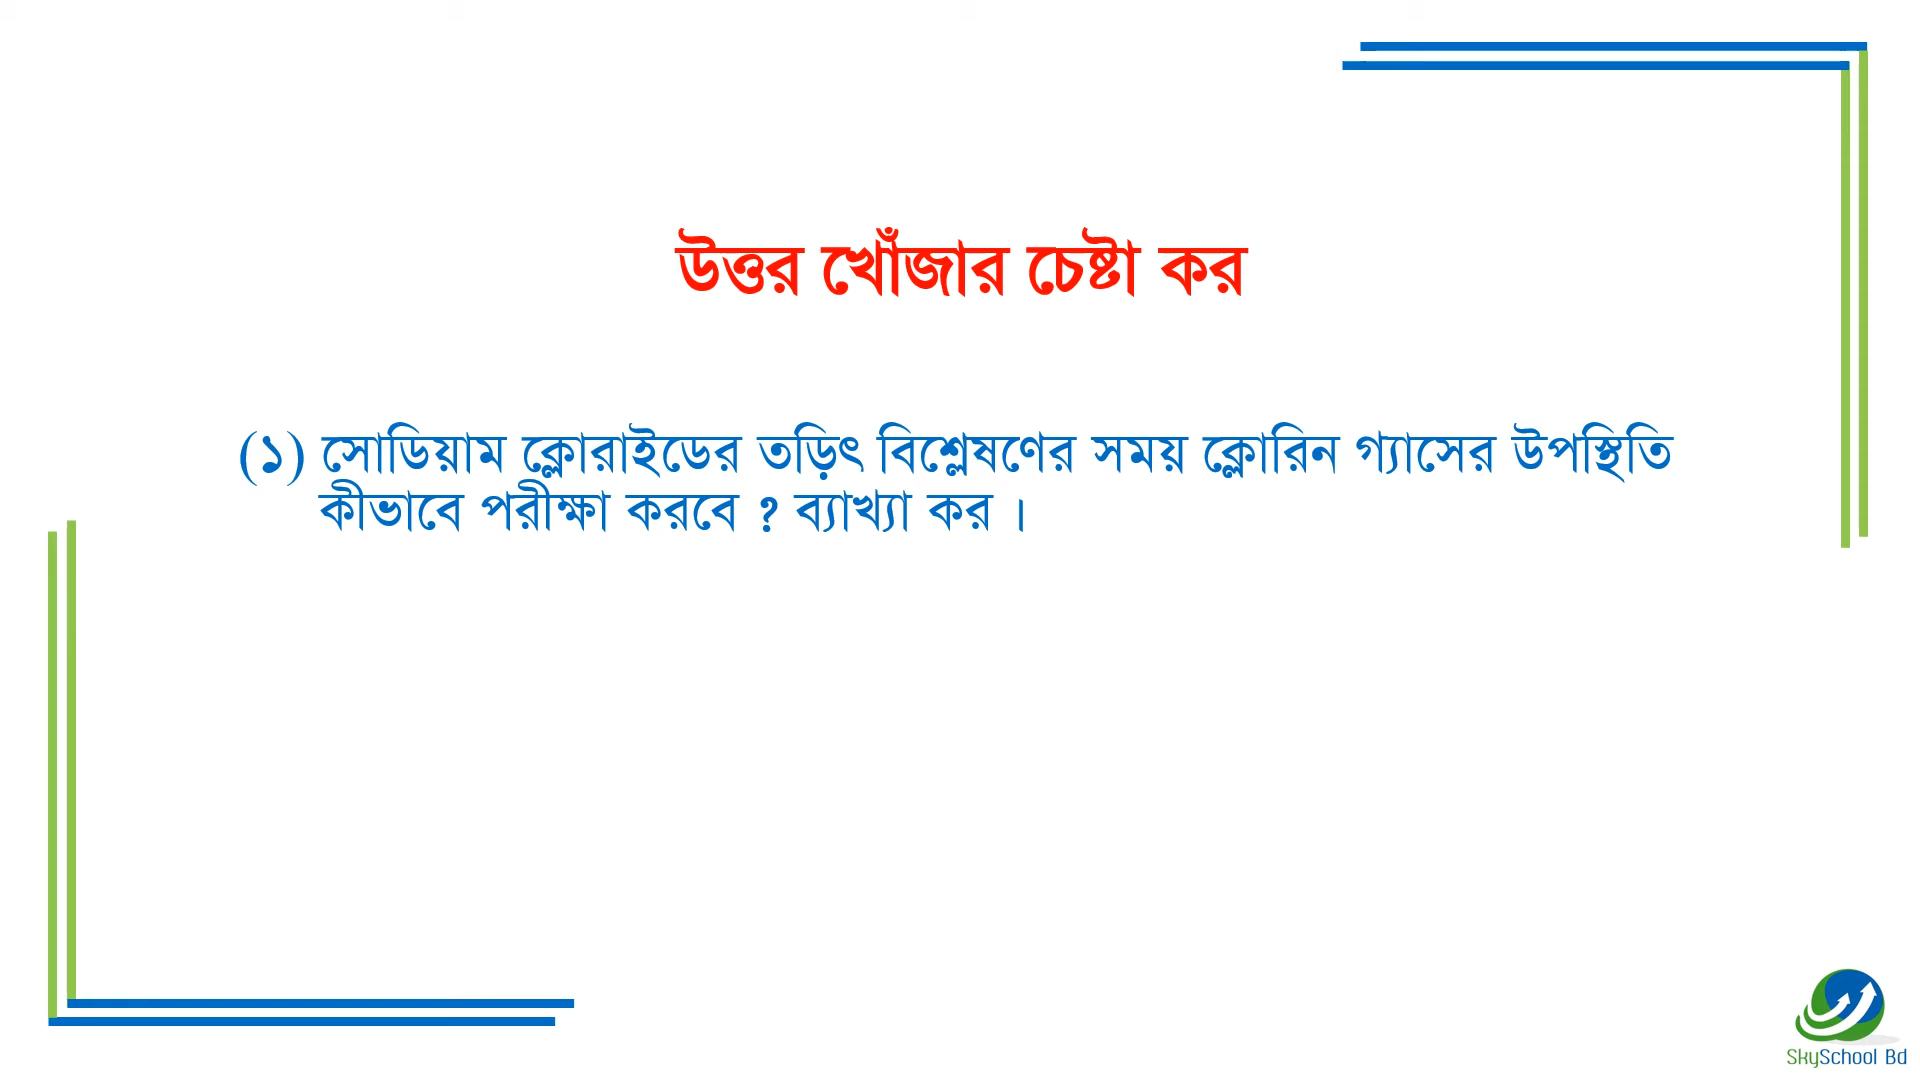 উত্তর খোঁজার চেষ্টা কর
(১) সোডিয়াম ক্লোরাইডের তড়িৎ বিশ্লেষণের সময় ক্লোরিন গ্যাসের উপস্থিতি
কীভাবে পরীক্ষা করবে ? ব্যাখ্যা কর ।
SkySchool Bd